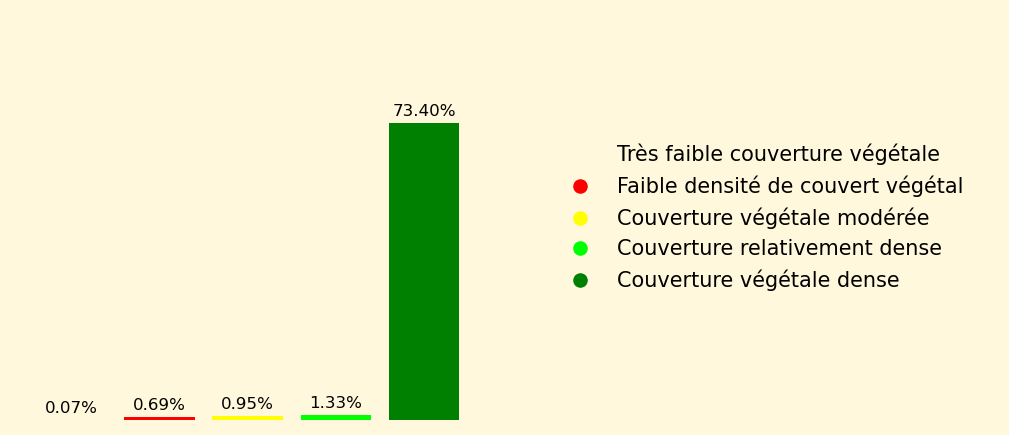 73.40%
0.07%
0.69%
0.95%
1.33%
Très faible couverture végétale
Faible densité de couvert végétal
Couverture végétale modérée
Couverture relativement dense
Couverture végétale dense